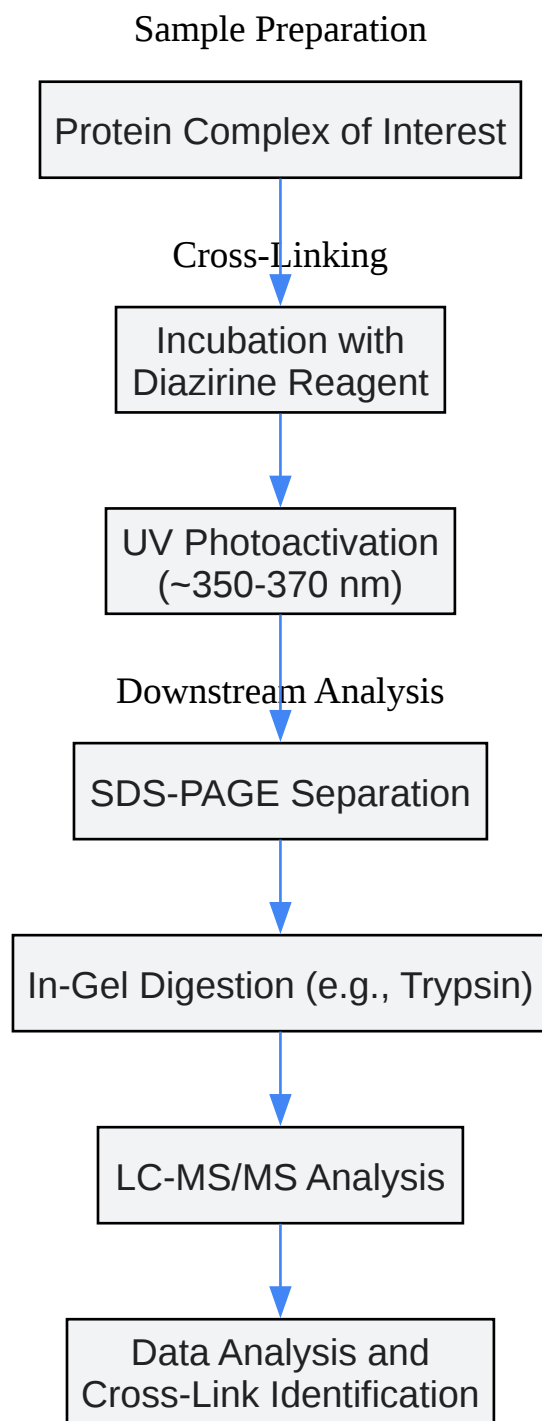 Sample Preparation
Protein Complex of Interest
Cross-Linking
Incubation with
Diazirine Reagent
UV Photoactivation
(~350-370 nm)
Downstream Analysis
SDS-PAGE Separation
In-Gel Digestion (e.g., Trypsin)
LC-MS/MS Analysis
Data Analysis and
Cross-Link Identification